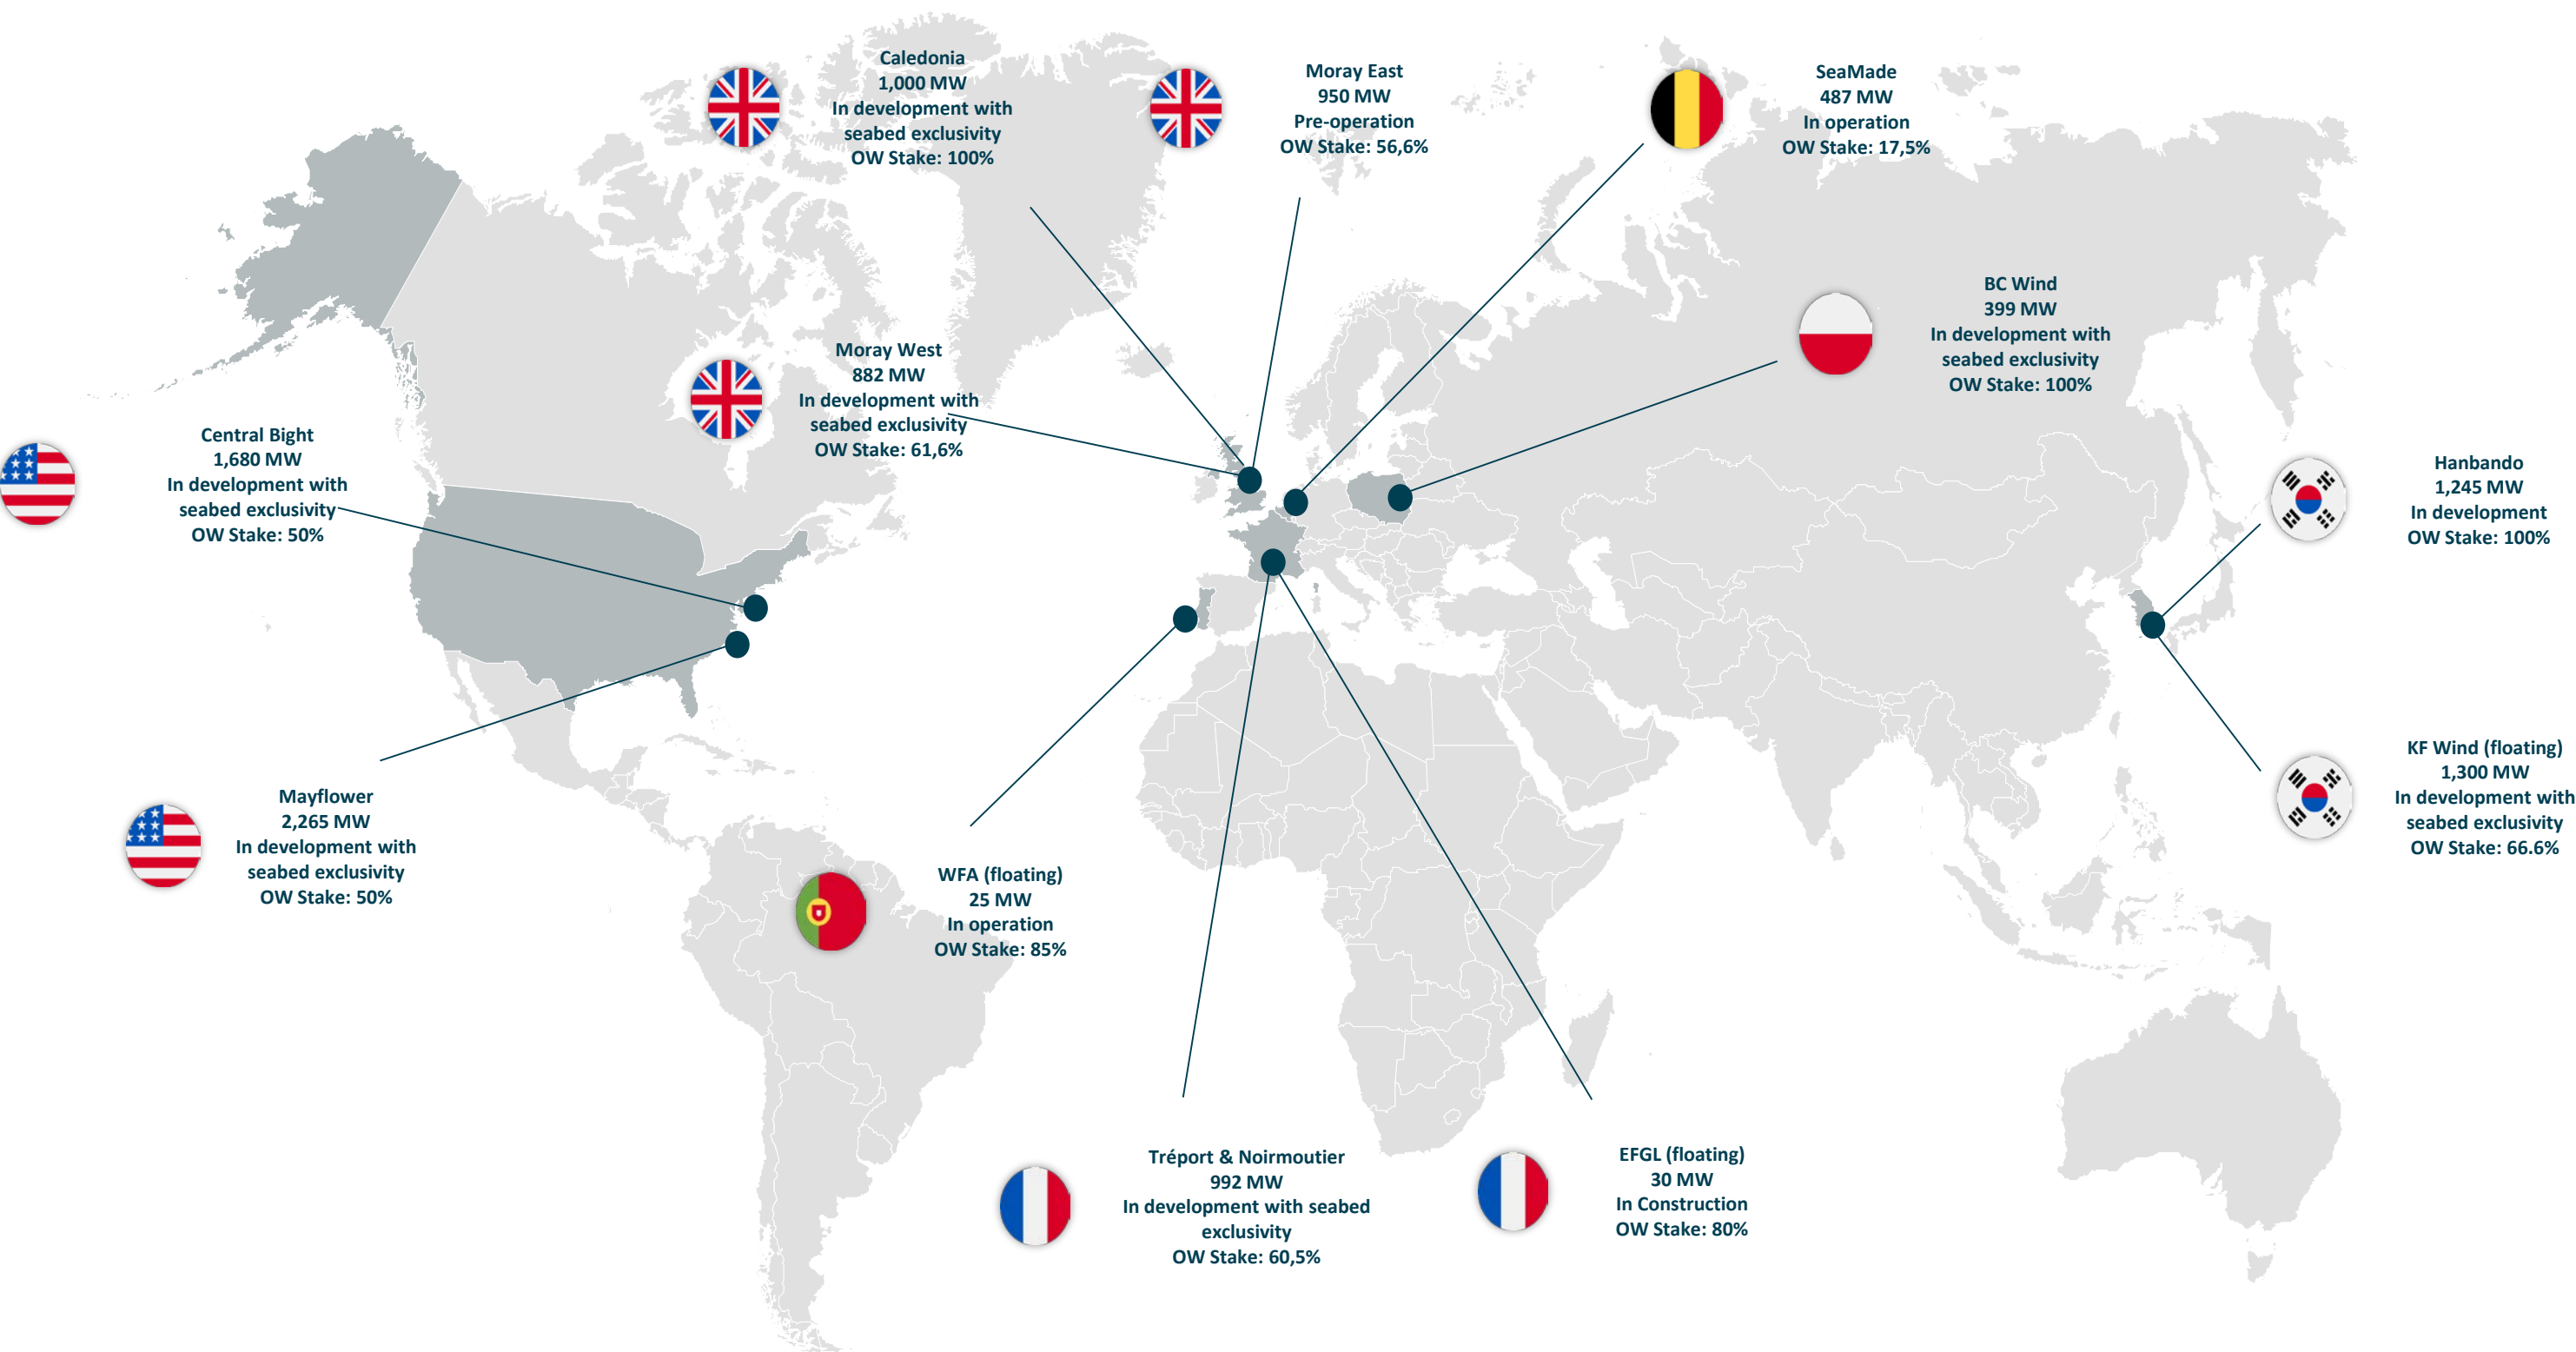 Caledonia
1,000 MW
In development with
seabed exclusivity
OW Stake: 100%
Moray East
950 MW
Pre-operation
OW Stake: 56,6%
SeaMade
487 MW
In operation
OW Stake: 17,5%
BC Wind
399 MW
In development with
seabed exclusivity
OW Stake: 100%
Moray West
882 MW
In development with
seabed exclusivity
OW Stake: 61,6%
Central Bight
1,680 MW
In development with
seabed exclusivity
OW Stake: 50%
Hanbando
1,245 MW
In development
OW Stake: 100%
KF Wind (floating)
1,300 MW
In development with
seabed exclusivity
OW Stake: 66.6%
Mayflower
2,265 MW
In development with
seabed exclusivity
OW Stake: 50%
WFA (floating)
25 MW
In operation
OW Stake: 85%
Tréport & Noirmoutier
992 MW
In development with seabed
exclusivity
OW Stake: 60,5%
EFGL (floating)
30 MW
In Construction
OW Stake: 80%